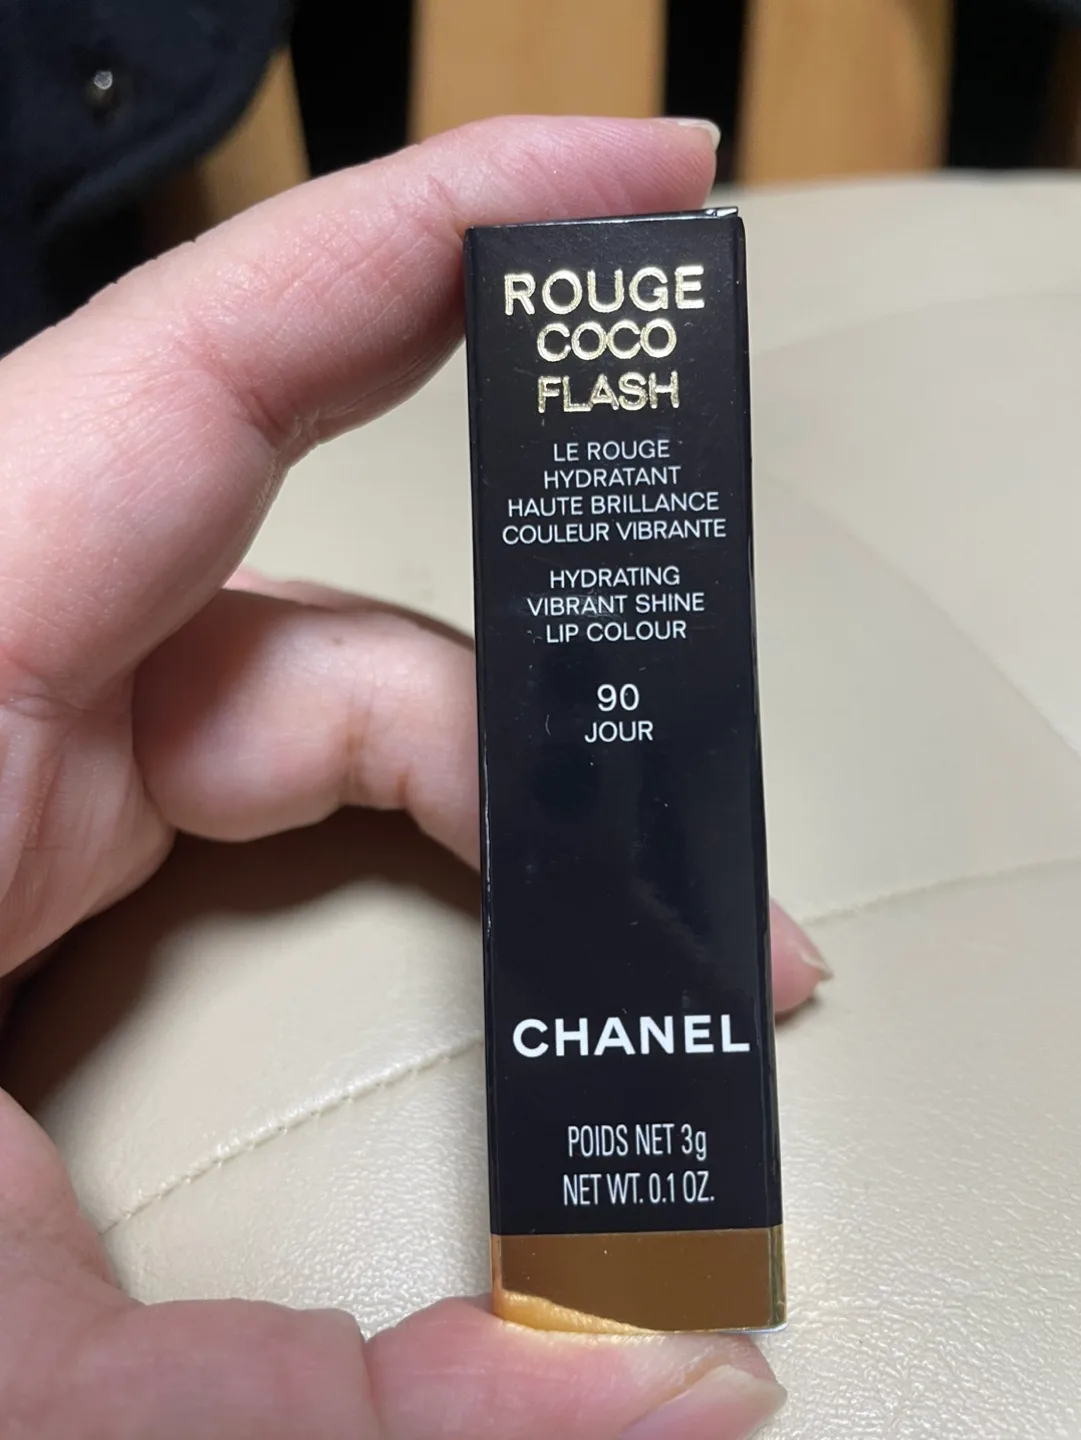 ROUGE
COCO
FLASH
LE ROUGE
HYDRATANT
HAUTE BRILLANCE
COULEUR VIBRANTE
HYDRATING
VIBRANT SHINE
LIP COLOUR
90
JOUR
CHANEL
POIDS NET 3g
NET WT. 0.1 OZ.